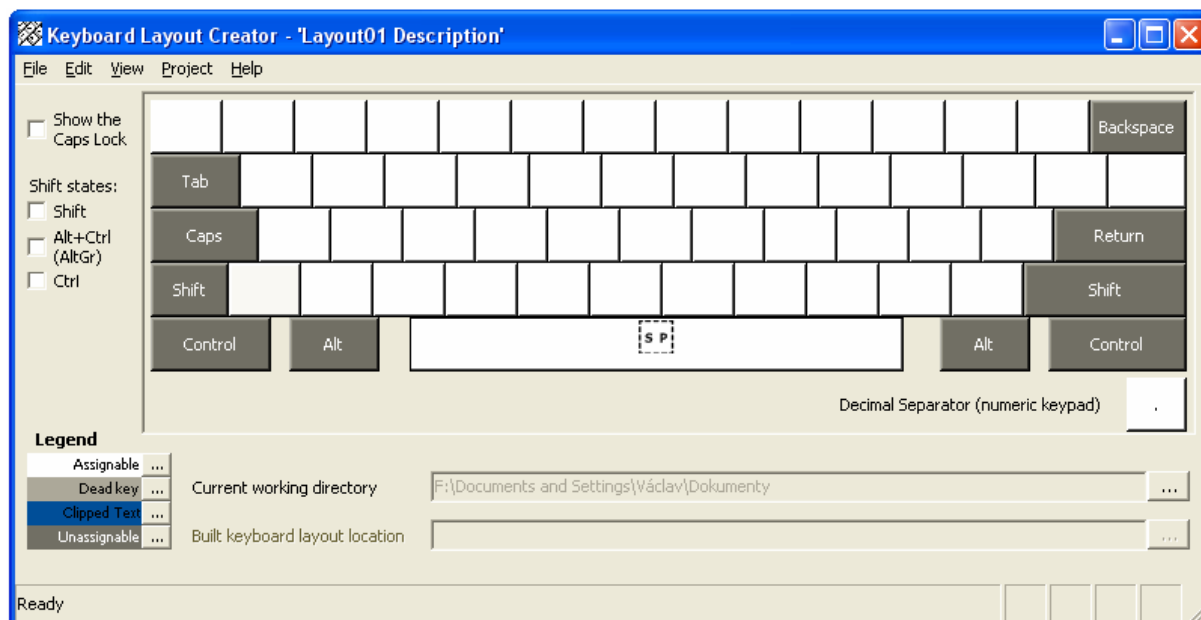 Keyboard Layout Creator - 'Layout01 Description'
File Edit View Project Help
Show the
Caps Lock
Shift states:
Shift
Alt+Ctrl
(AltGr)
Ctrl
Backspace
Tab
Caps Return
Shift Shift
Control Alt SP Alt Control
Decimal Separator (numeric keypad) .
Legend
Assignable ...
Dead key ...
Clipped Text ...
Unassignable ...
Current working directory F:\Documents and Settings\Václav\Dokumenty ...
Built keyboard layout location ...
Ready